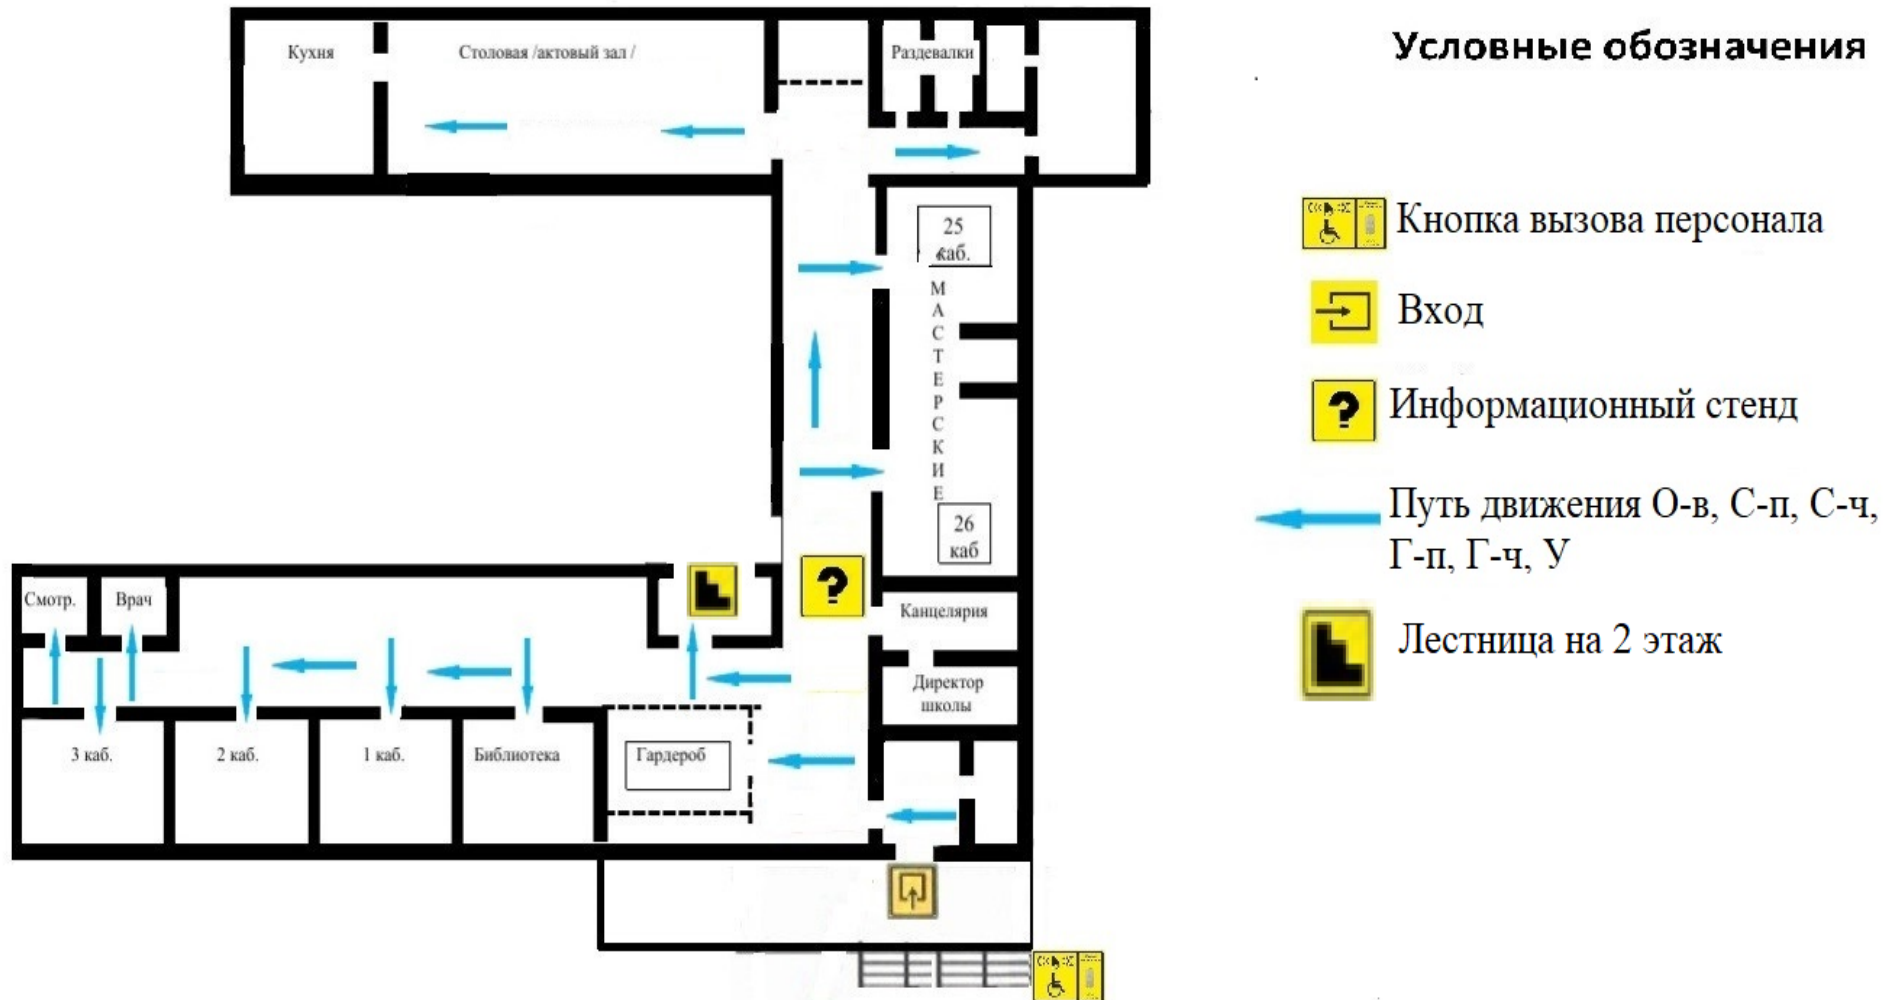 Условные обозначения
Кухня
Столовая /актовый зал /
Раздевалки
25
каб.
М
А
С
Т
Е
Р
С
К
И
Е
26
каб
Кнопка вызова персонала
Вход
?
Информационный стенд
Путь движения О-в, С-п, С-ч,
Г-п, Г-ч, У
Лестница на 2 этаж
?
Смотр.
Врач
Канцелярия
Директор
школы
3 каб.
2 каб.
1 каб.
Библиотека
Гардероб